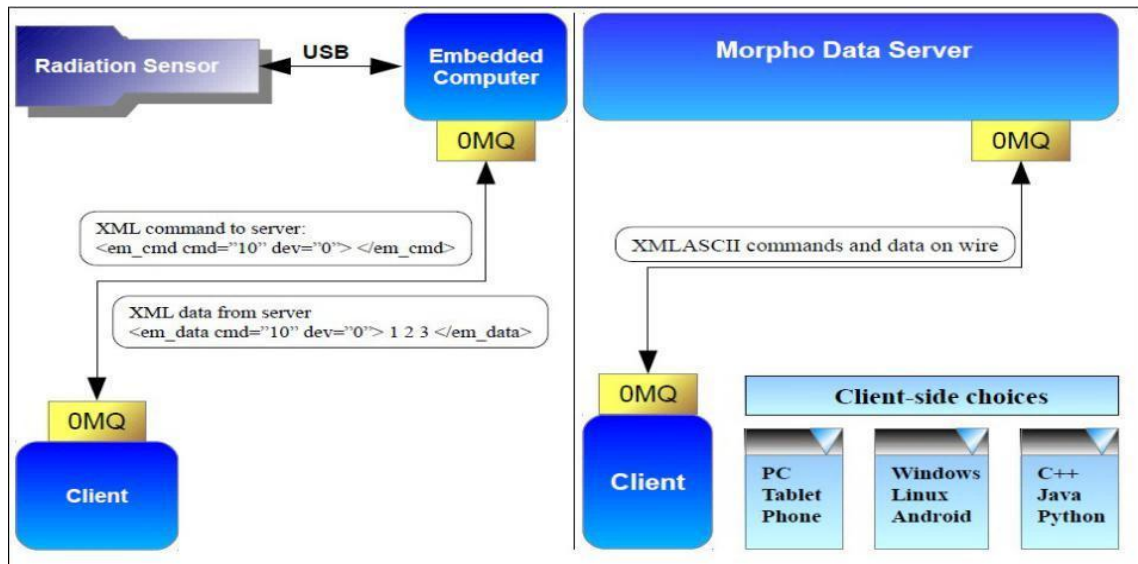 Radiation Sensor
USB
Embedded
Computer
0MQ
XML command to server:
<em_cmd cmd="10" dev="0"> </em_cmd>
XML data from server
<em_data cmd="10" dev="0"> 1 2 3 </em_data>
0MQ
Client
Morpho Data Server
0MQ
XMLASCII commands and data on wire
0MQ
Client
Client-side choices
PC
Tablet
Phone
Windows
Linux
Android
C++
Java
Python